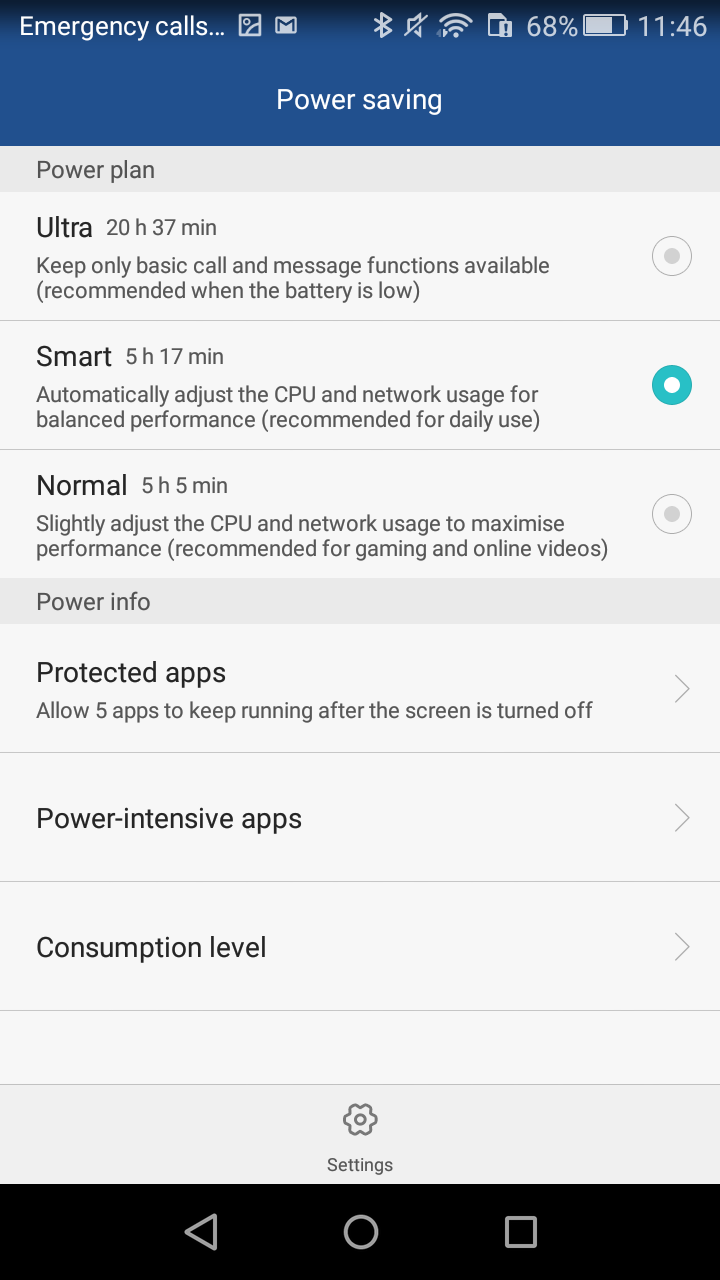 Emergency calls... 68% 11:46
Power saving
Power plan
Ultra 20 h 37 min
Keep only basic call and message functions available
(recommended when the battery is low)
Smart 5 h 17 min
Automatically adjust the CPU and network usage for
balanced performance (recommended for daily use)
Normal 5 h 5 min
Slightly adjust the CPU and network usage to maximise
performance (recommended for gaming and online videos)
Power info
Protected apps
Allow 5 apps to keep running after the screen is turned off
Power-intensive apps
Consumption level
Settings